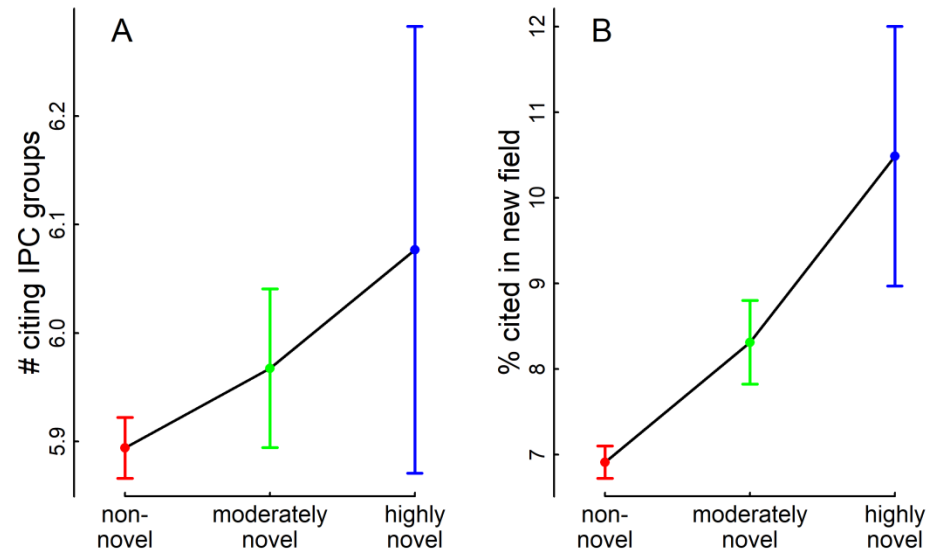 A
# citing IPC groups
6.2
6.1
6.0
5.9
non-
novel
moderately
novel
highly
novel
B
% cited in new field
12
11
10
9
8
7
non-
novel
moderately
novel
highly
novel